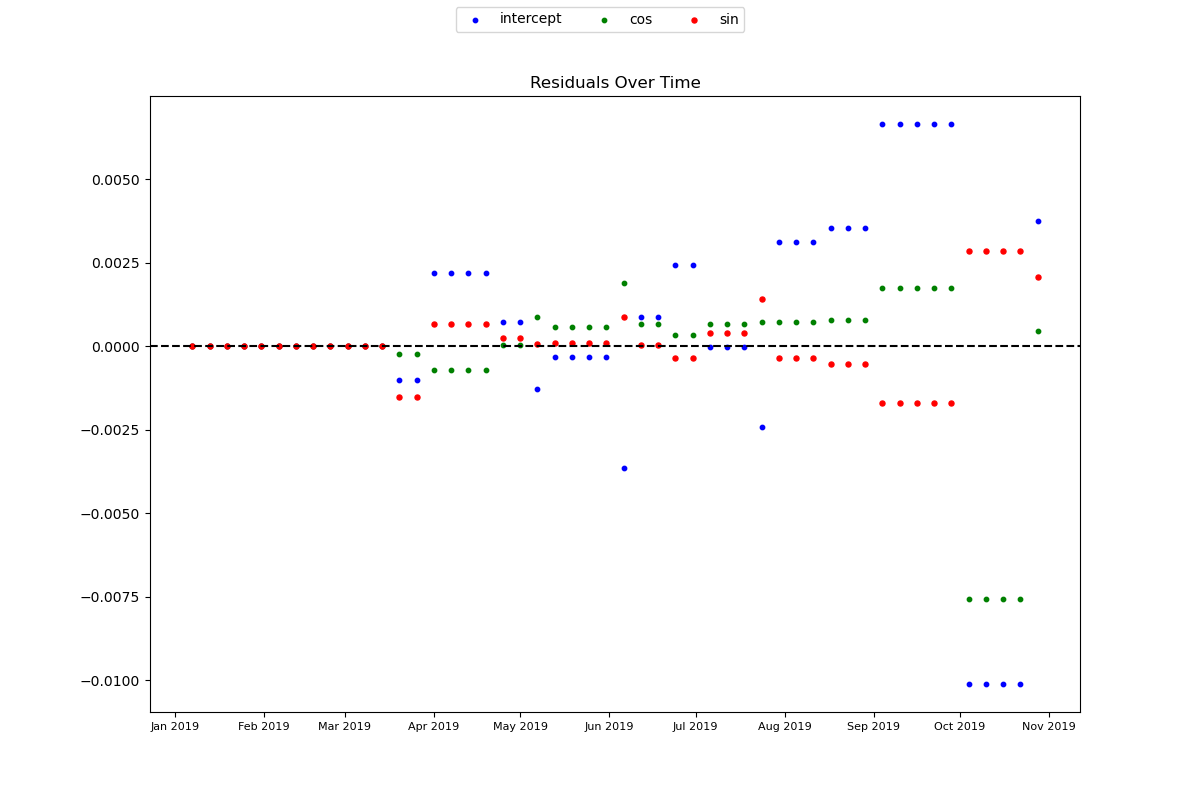 intercept cos sin
Residuals Over Time
0.0050
0.0025
0.0000
−0.0025
−0.0050
−0.0075
−0.0100
Jan 2019 Feb 2019 Mar 2019 Apr 2019 May 2019 Jun 2019 Jul 2019 Aug 2019 Sep 2019 Oct 2019 Nov 2019